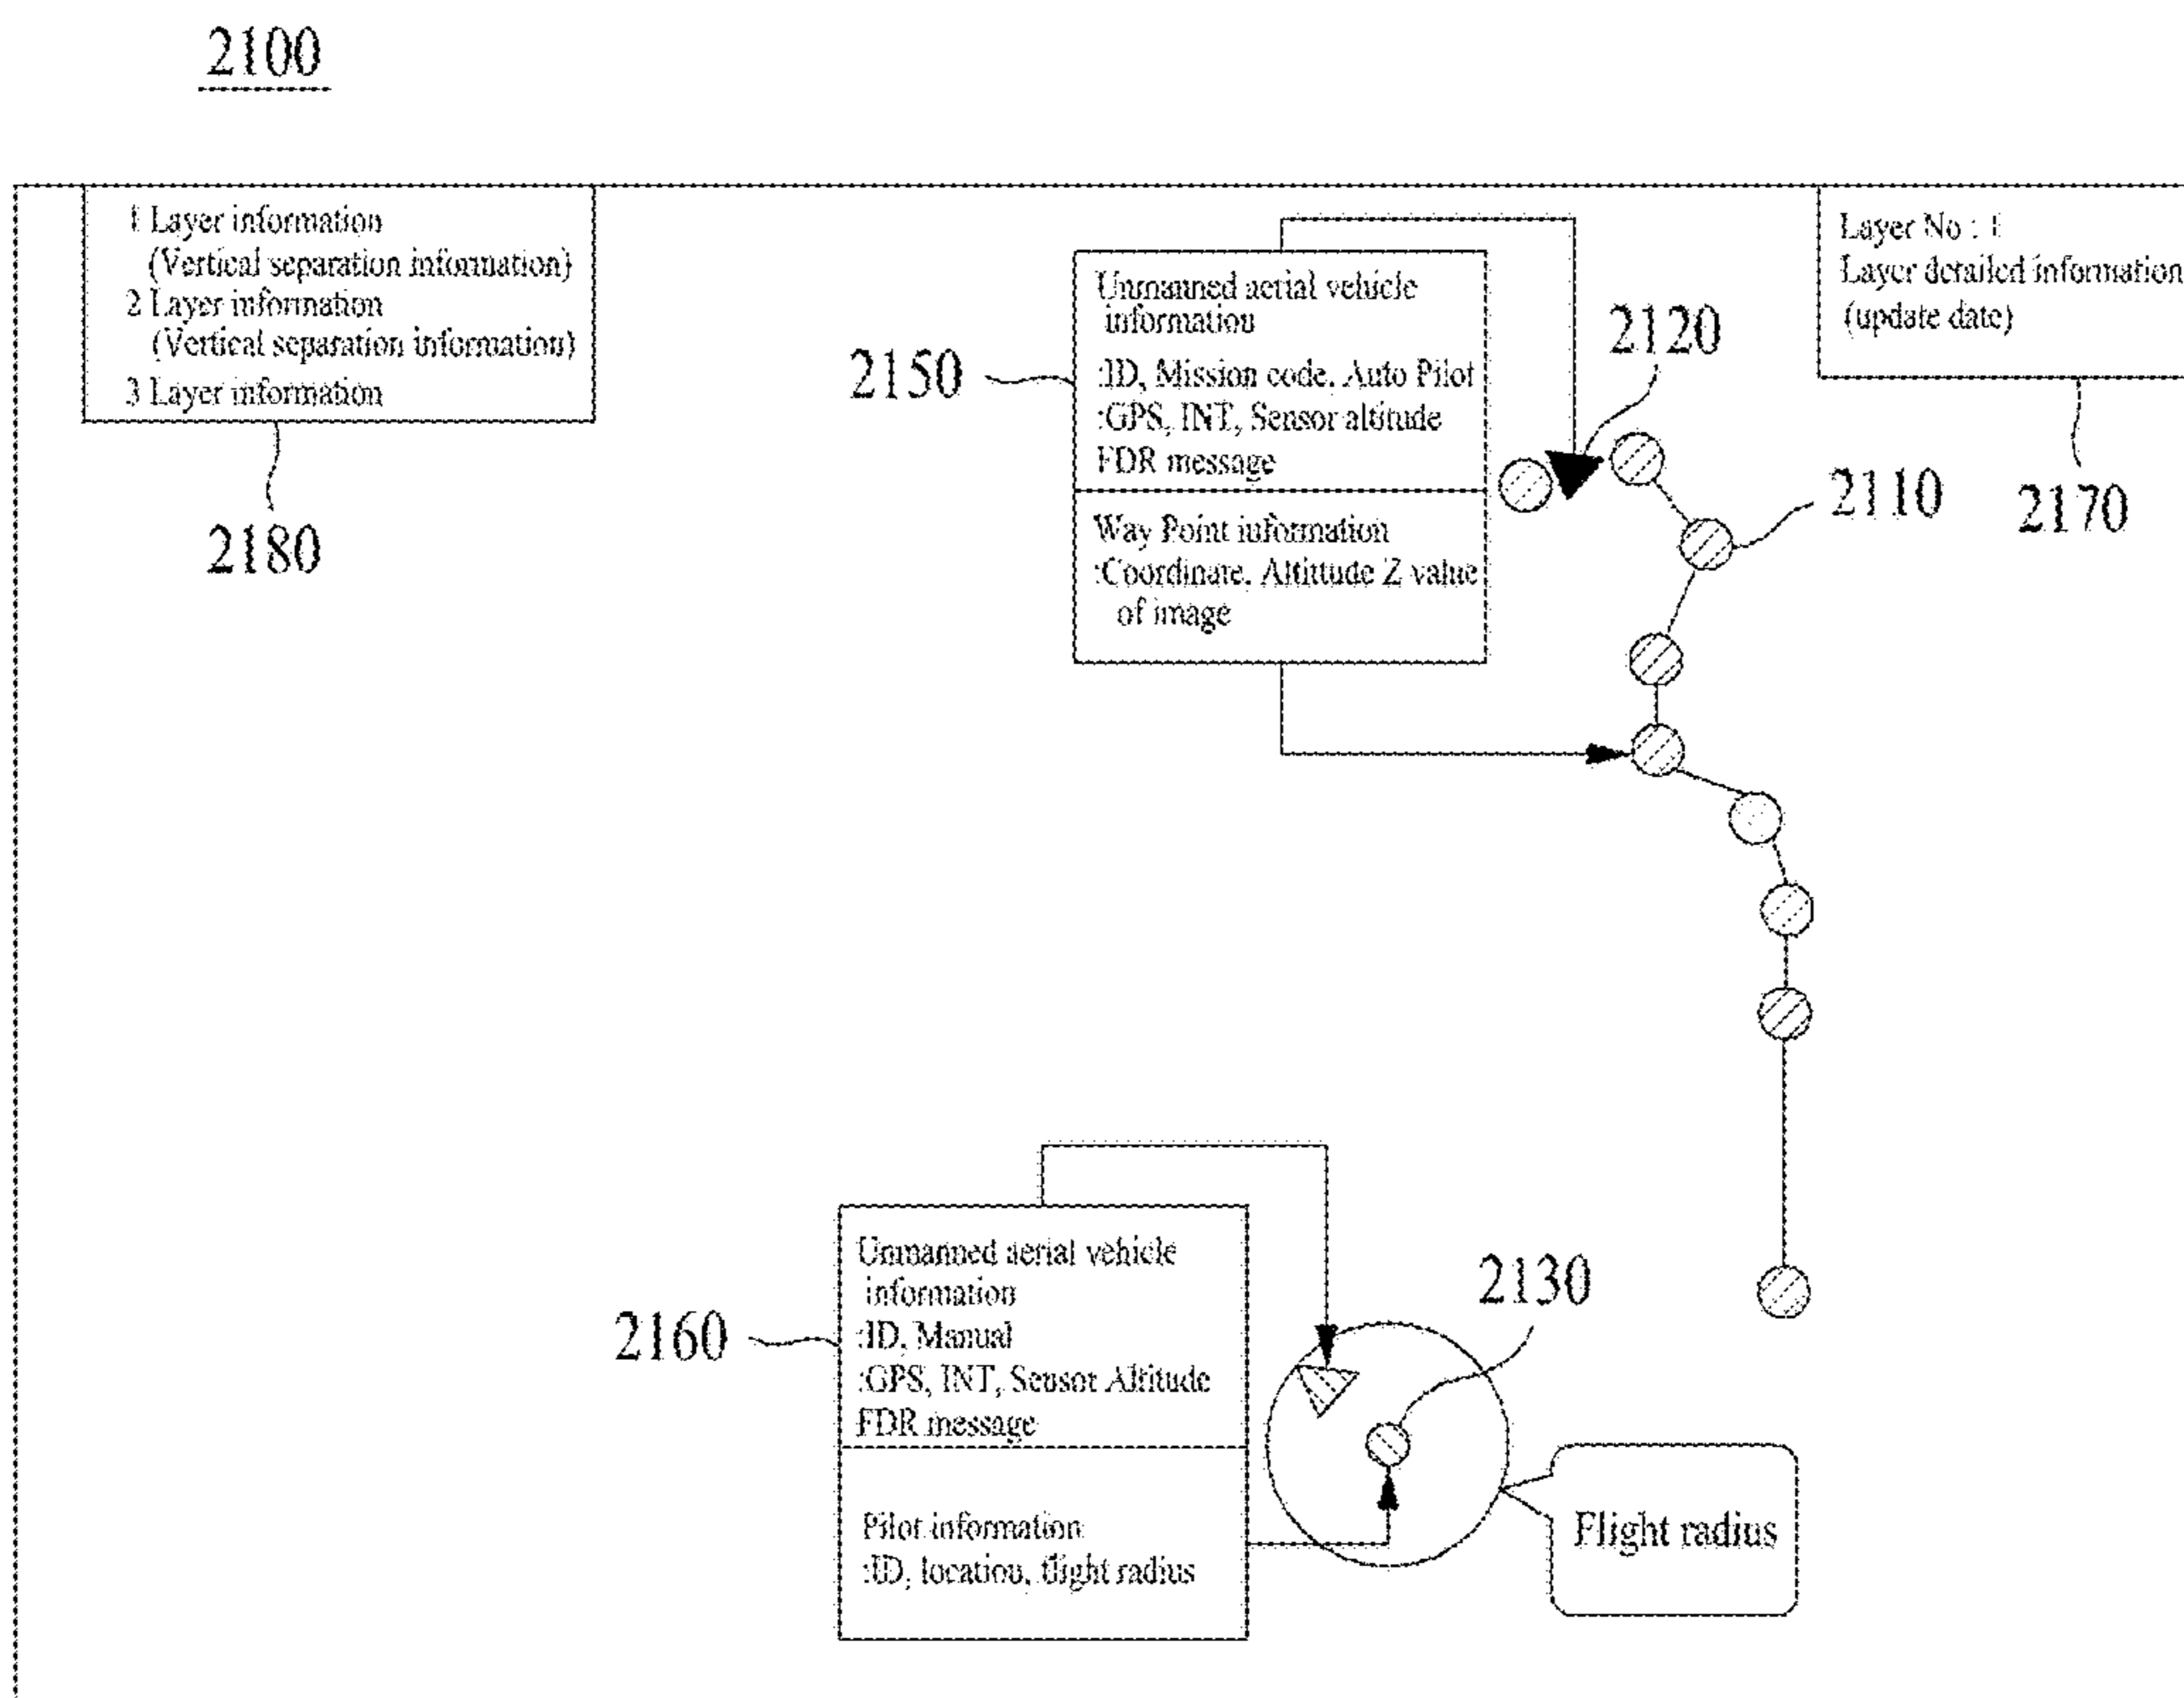 2100
1 Layer information
(Vertical separation information)
2 Layer information
(Vertical separation information)
3 Layer information
2180
Unmanned aerial vehicle
information
:ID, Mission code, Auto Pilot
:GPS, INT, Sensor altitude
FDR message
Way Point information
:Coordinate, Altittude Z value
of image
2150
2120
2110
Layer No : 1
Layer detailed information
(update date)
2170
Unmanned aerial vehicle
information
:ID, Manual
:GPS, INT, Sensor Altitude
FDR message
Pilot information
:ID, location, flight radius
2160
2130
Flight radius